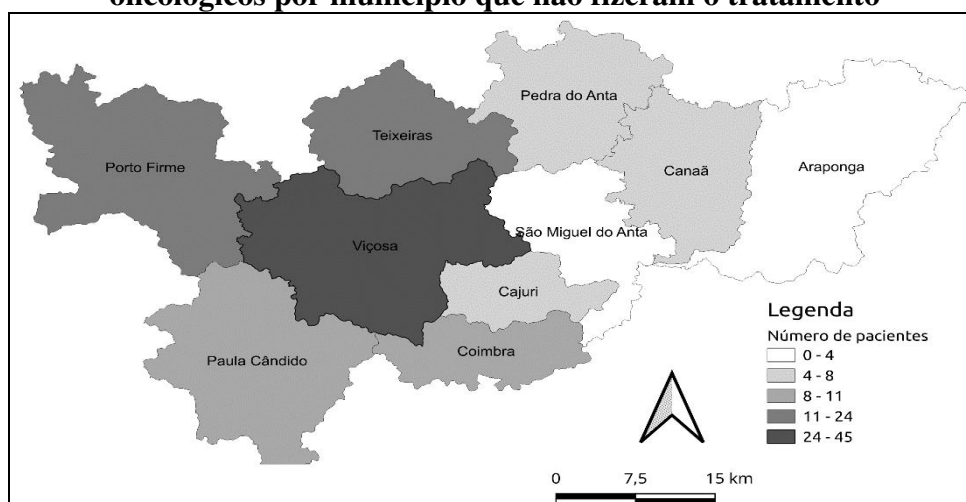 oncológicos por município que não fizeram o tratamento
Pedra do Anta
Teixeiras
Porto Firme
Canaã
Araponga
São Miguel do Anta
Viçosa
Cajuri
Coimbra
Paula Cândido
Legenda
Número de pacientes
0 - 4
4 - 8
8 - 11
11 - 24
24 - 45
0 7,5 15 km